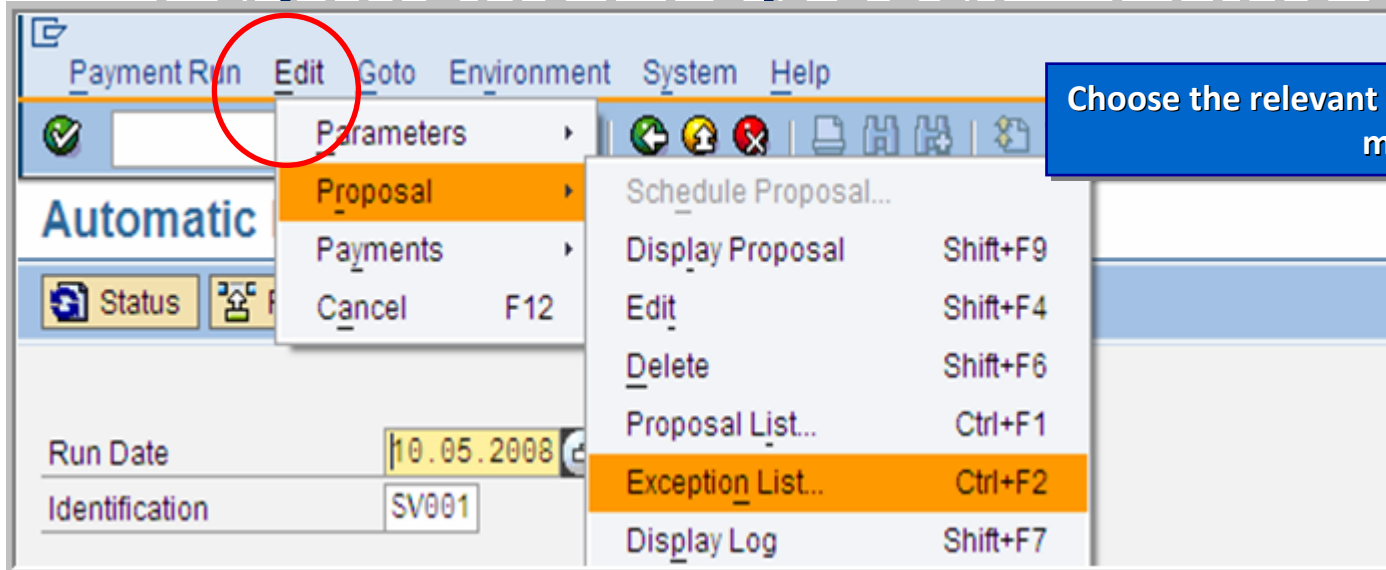 Payment Run Edit Goto Environment System Help
Choose the relevant
Parameters
Proposal
Schedule Proposal...
Automatic
Payments
Display Proposal Shift+F9
Status
Cancel F12
Edit Shift+F4
Delete Shift+F6
Proposal List... Ctrl+F1
Run Date 10.05.2008
Exception List... Ctrl+F2
Identification SV001
Display Log Shift+F7